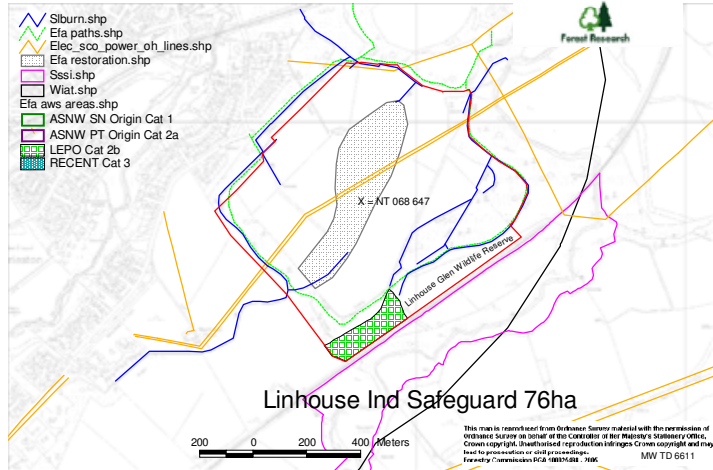 Slburn.shp
Efa paths.shp
Elec_sco_power_oh_lines.shp
Efa restoration.shp
Sssi.shp
Wiat.shp
Efa aws areas.shp
ASNW SN Origin Cat 1
ASNW PT Origin Cat 2a
LEPO Cat 2b
RECENT Cat 3
Forest Research
X = NT 068 647
Linhouse Glen Wildlife Reserve
Linhouse Ind Safeguard 76ha
200 0 200 400 Meters
This map is reproduced from Ordnance Survey material with the permission of
Ordnance Survey on behalf of the Controller of Her Majesty's Stationery Office,
Crown copyright. Unauthorised reproduction infringes Crown copyright and may
lead to prosecution or civil proceedings.
Forestry Commission PGA
MW TD 6611